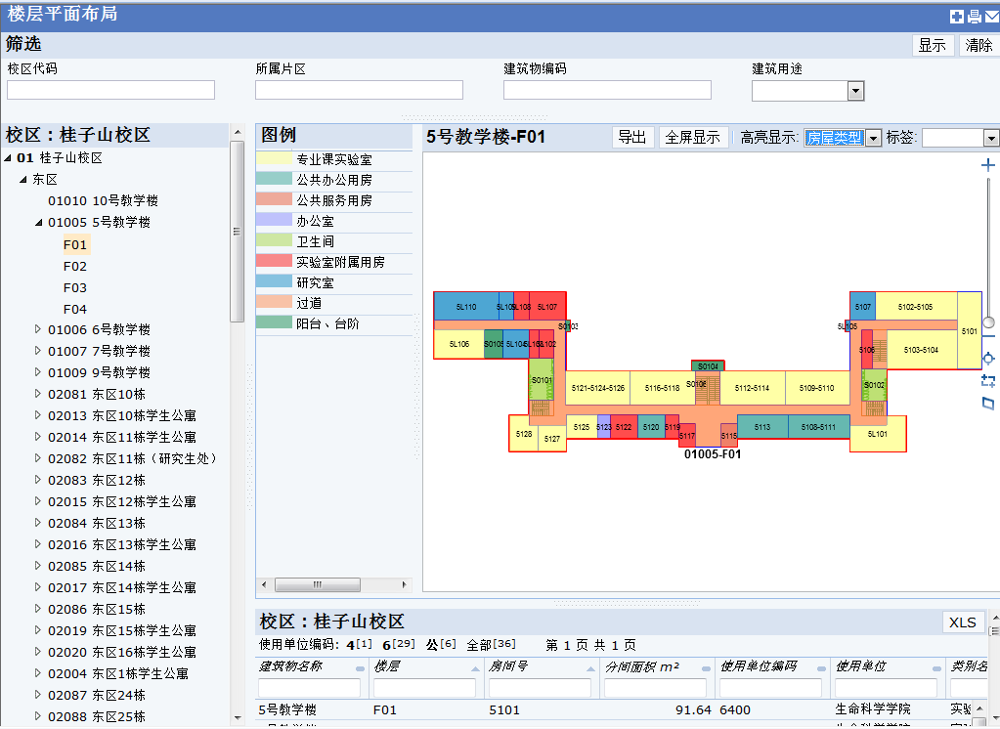 楼层平面布局
筛选
显示 清除
校区代码 所属片区 建筑物编码 建筑用途
校区：桂子山校区
01 桂子山校区
东区
01010 10号教学楼
01005 5号教学楼
F01
F02
F03
F04
01006 6号教学楼
01007 7号教学楼
01009 9号教学楼
02081 东区10栋
02013 东区10栋学生公寓
02014 东区11栋学生公寓
02082 东区11栋（研究生处）
02083 东区12栋
02015 东区12栋学生公寓
02084 东区13栋
02016 东区13栋学生公寓
02085 东区14栋
02017 东区14栋学生公寓
02086 东区15栋
02019 东区15栋学生公寓
02020 东区16栋学生公寓
02004 东区1栋学生公寓
02087 东区24栋
02088 东区25栋
图例
专业课实验室
公共办公用房
公共服务用房
办公室
卫生间
实验室附属用房
研究室
过道
阳台、台阶
5号教学楼-F01
导出 全屏显示 高亮显示: 房屋类型 标签:
5L110 5L107 5107 5102-5105
S0103 5L105 5101
5L106 S0105 5L104 5L102 5106 5103-5104
S0104
S0101 S0106 S0102
5121-5124-5126 5116-5118 5112-5114 5109-5110
5128 5127 5125 5123 5122 5120 5119 5117 5115 5113 5108-5111 5L101
01005-F01
校区：桂子山校区
XLS
使用单位编码: 4[1] 6[29] 公[6] 全部[36] 第 1 页 共 1 页
建筑物名称 楼层 房间号 分间面积 m² 使用单位编码 使用单位 类别名
5号教学楼 F01 5101 91.64 6400 生命科学学院 实验